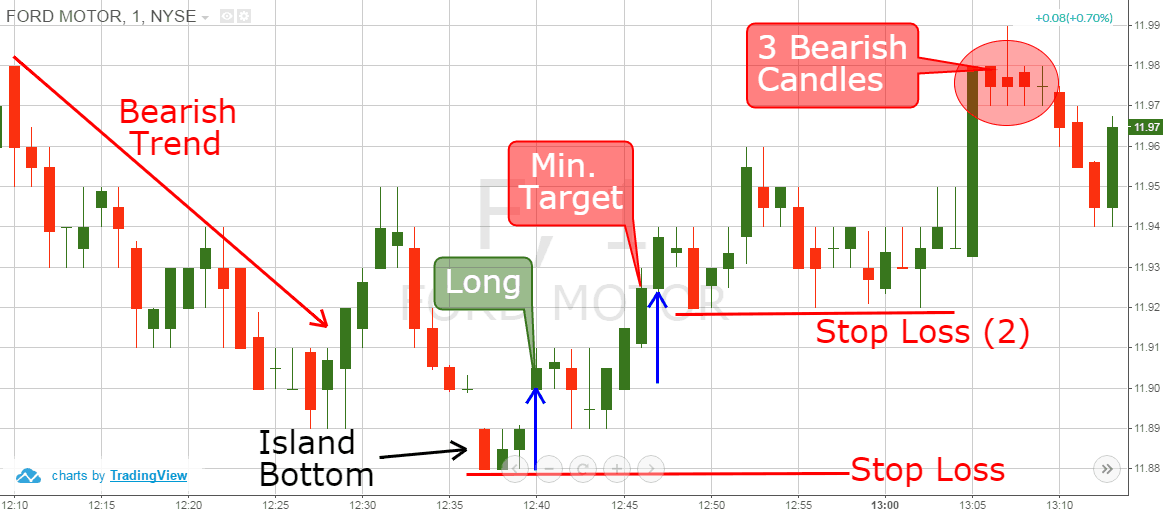 FORD MOTOR, 1, NYSE
+0.08(+0.70%)
11.99
3 Bearish
Candles
11.98
Bearish
Trend
11.97
11.97
11.96
Min.
Target
11.95
F, 1
11.94
Long
11.93
FORD MOTOR
11.92
Stop Loss (2)
11.91
11.90
Island
Bottom
11.89
charts by TradingView
Stop Loss
11.88
12:10 12:15 12:20 12:25 12:30 12:35 12:40 12:45 12:50 12:55 13:00 13:05 13:10